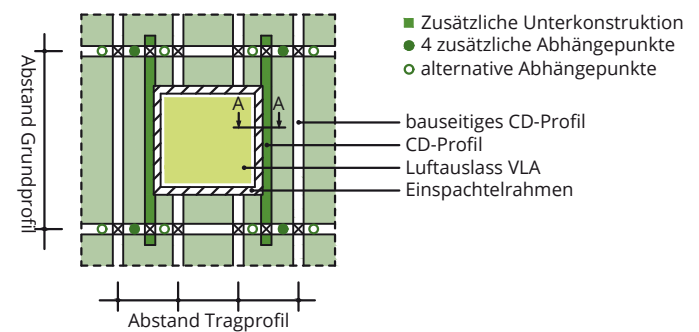 Zusätzliche Unterkonstruktion
4 zusätzliche Abhängepunkte
alternative Abhängepunkte
Abstand Grundprofil
A A
bauseitiges CD-Profil
CD-Profil
Luftauslass VLA
Einspachtelrahmen
Abstand Tragprofil